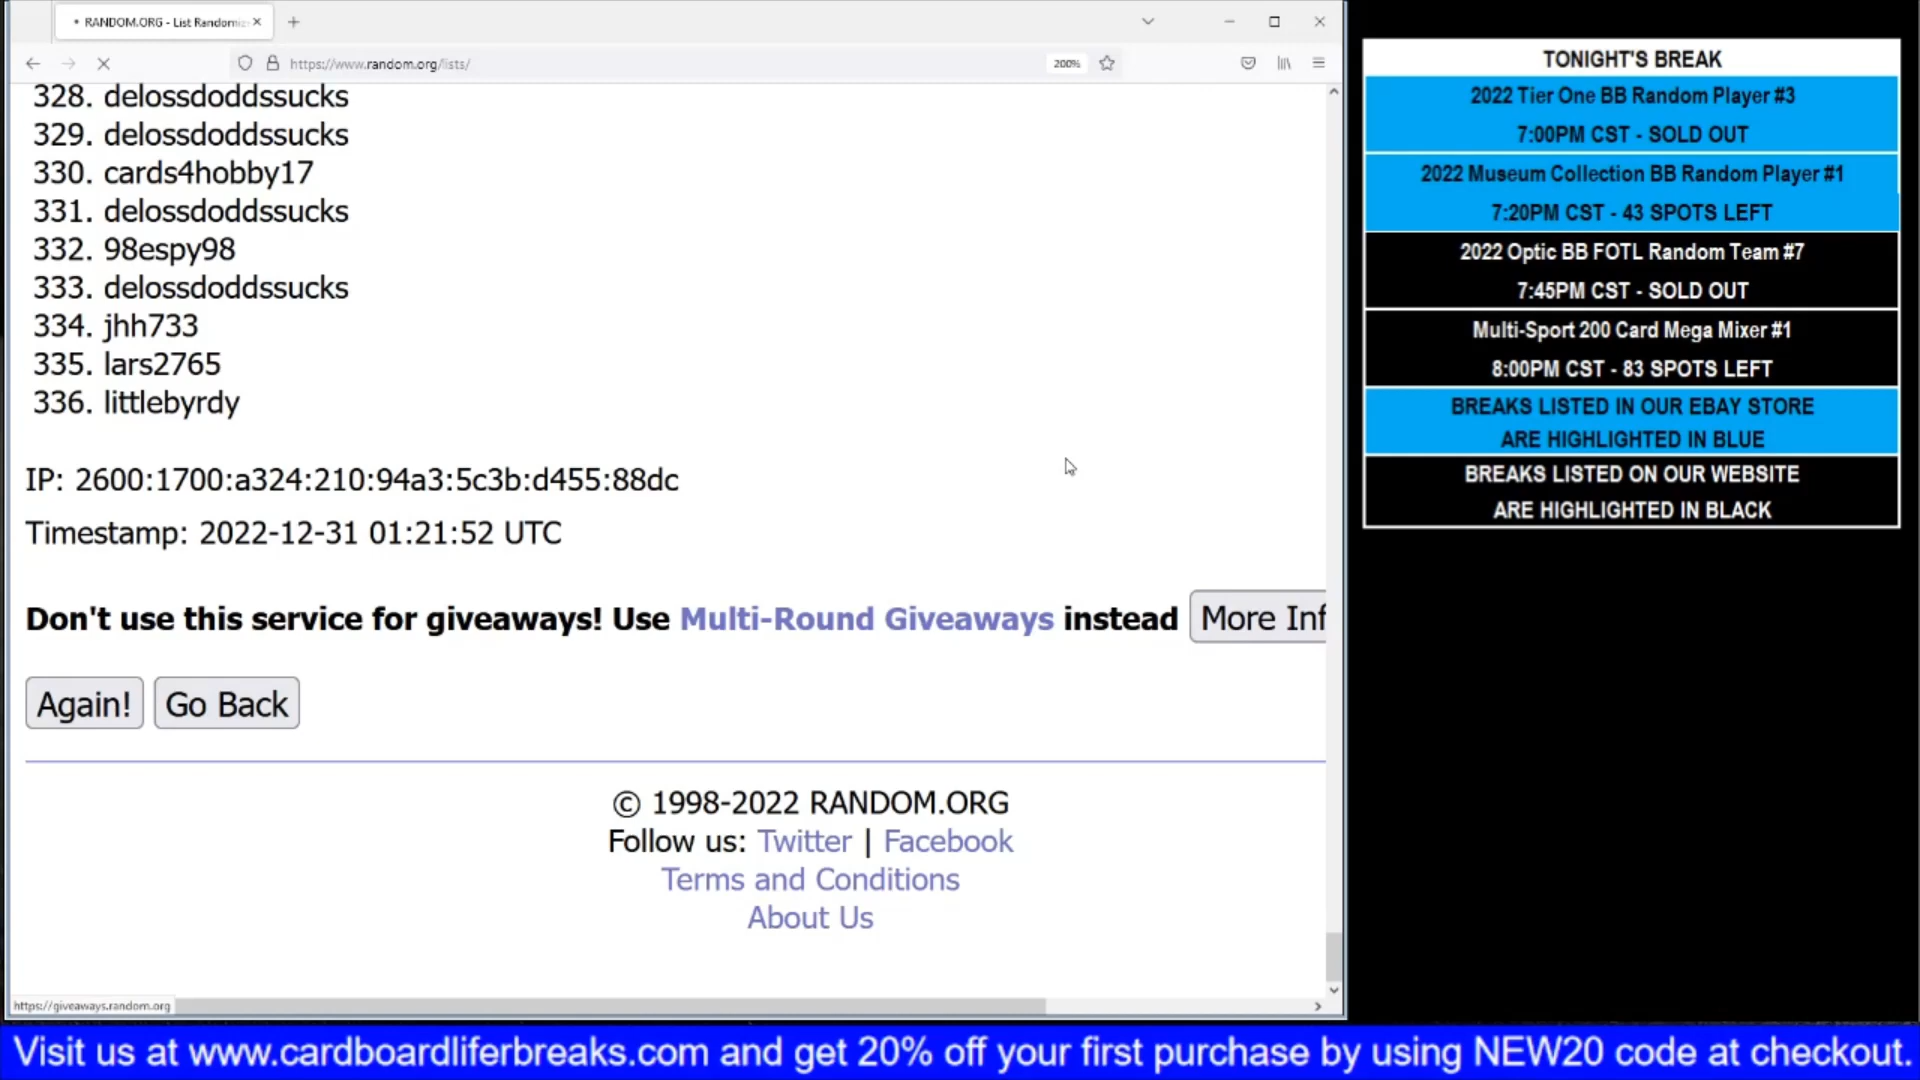 RANDOM.ORG - List Randomiz
https://www.random.org/lists/
200%
328. delossdoddssucks
329. delossdoddssucks
330. cards4hobby17
331. delossdoddssucks
332. 98espy98
333. delossdoddssucks
334. jhh733
335. lars2765
336. littlebyrdy
IP: 2600:1700:a324:210:94a3:5c3b:d455:88dc
Timestamp: 2022-12-31 01:21:52 UTC
Don't use this service for giveaways! Use Multi-Round Giveaways instead More Inf
Again! Go Back
© 1998-2022 RANDOM.ORG
Follow us: Twitter | Facebook
Terms and Conditions
About Us
https://giveaways.random.org
TONIGHT'S BREAK
2022 Tier One BB Random Player #3
7:00PM CST - SOLD OUT
2022 Museum Collection BB Random Player #1
7:20PM CST - 43 SPOTS LEFT
2022 Optic BB FOTL Random Team #7
7:45PM CST - SOLD OUT
Multi-Sport 200 Card Mega Mixer #1
8:00PM CST - 83 SPOTS LEFT
BREAKS LISTED IN OUR EBAY STORE
ARE HIGHLIGHTED IN BLUE
BREAKS LISTED ON OUR WEBSITE
ARE HIGHLIGHTED IN BLACK
Visit us at www.cardboardliferbreaks.com and get 20% off your first purchase by using NEW20 code at checkout.